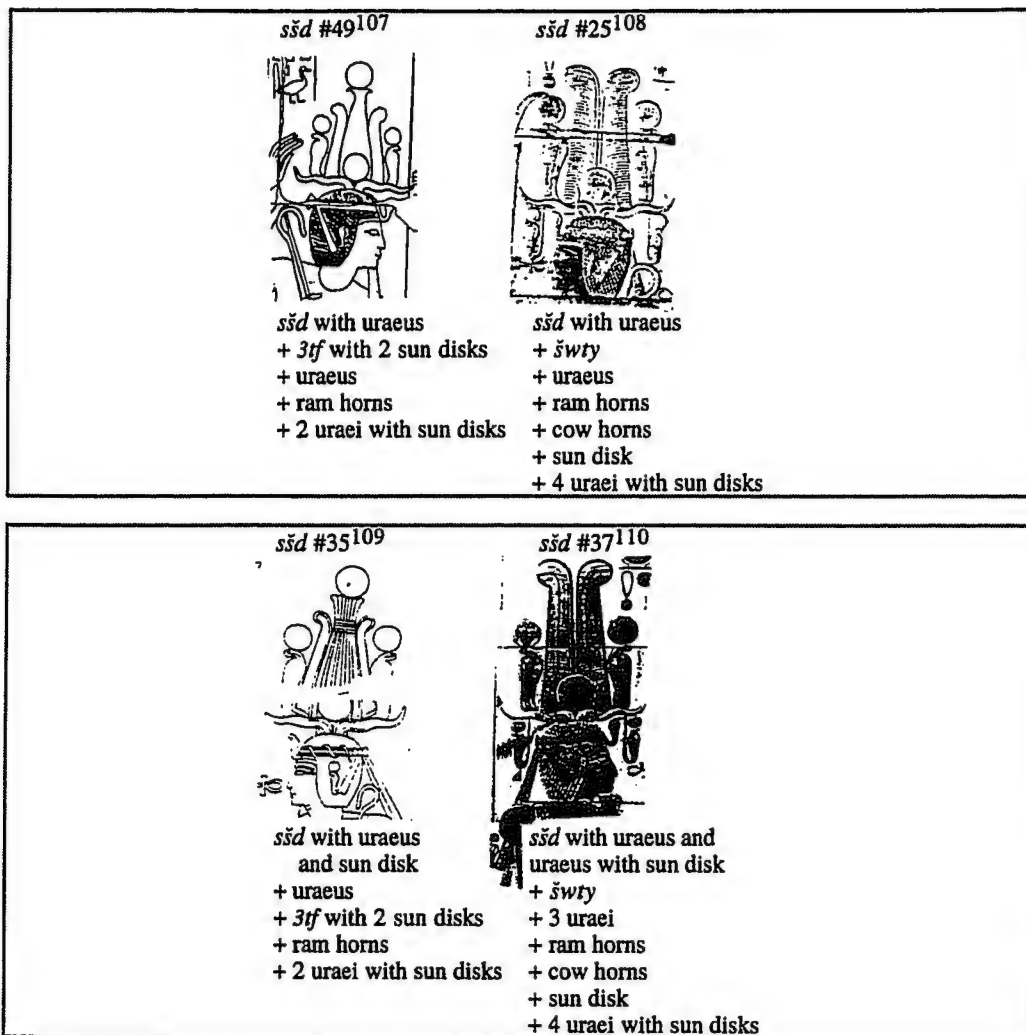 sšd #49107
sšd with uraeus
+ 3tf with 2 sun disks
+ uraeus
+ ram horns
+ 2 uraei with sun disks
sšd #25108
sšd with uraeus
+ šwty
+ uraeus
+ ram horns
+ cow horns
+ sun disk
+ 4 uraei with sun disks
sšd #35109
sšd with uraeus
and sun disk
+ uraeus
+ 3tf with 2 sun disks
+ ram horns
+ 2 uraei with sun disks
sšd #37110
sšd with uraeus and
uraeus with sun disk
+ šwty
+ 3 uraei
+ ram horns
+ cow horns
+ sun disk
+ 4 uraei with sun disks